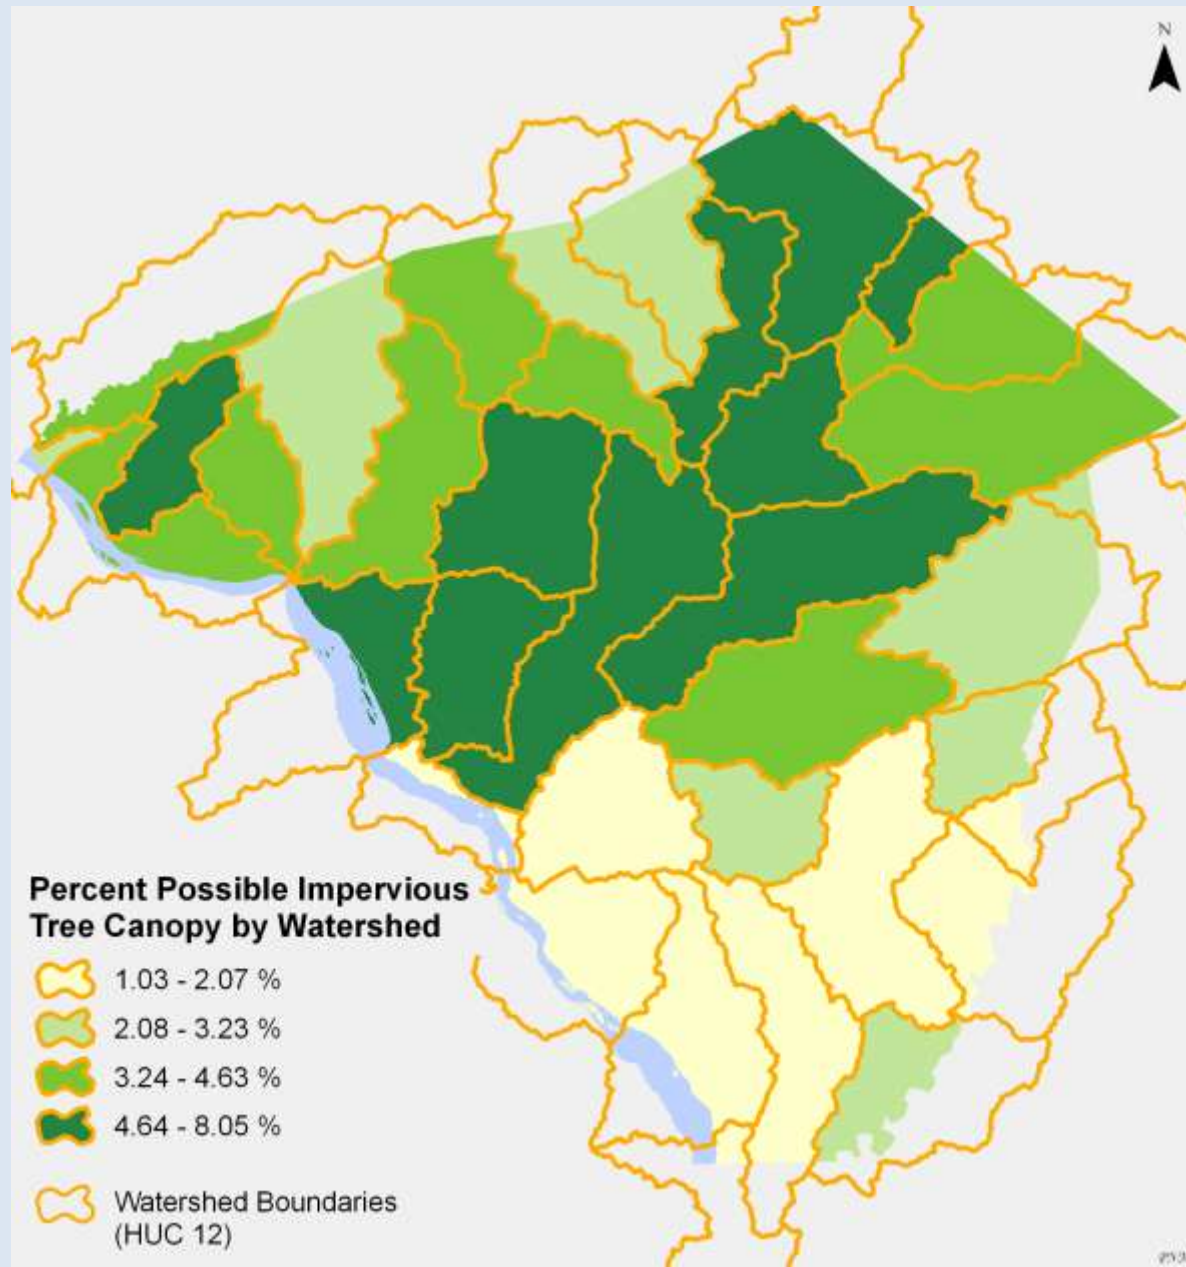 N
Percent Possible Impervious
Tree Canopy by Watershed
1.03 - 2.07 %
2.08 - 3.23 %
3.24 - 4.63 %
4.64 - 8.05 %
Watershed Boundaries
(HUC 12)